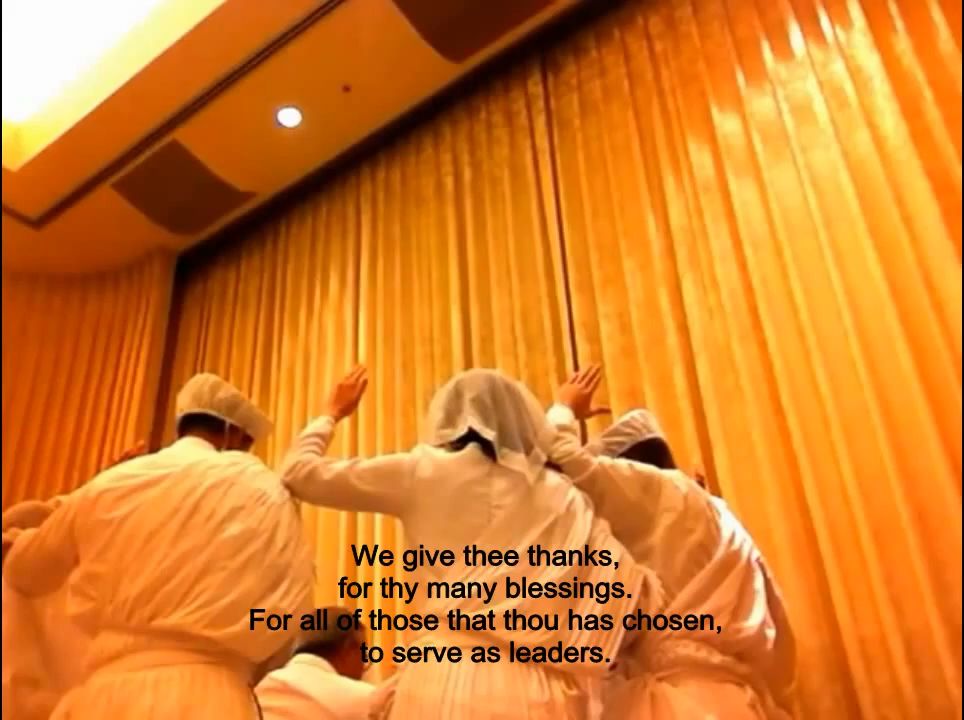 We give thee thanks,
for thy many blessings.
For all of those that thou has chosen,
to serve as leaders.